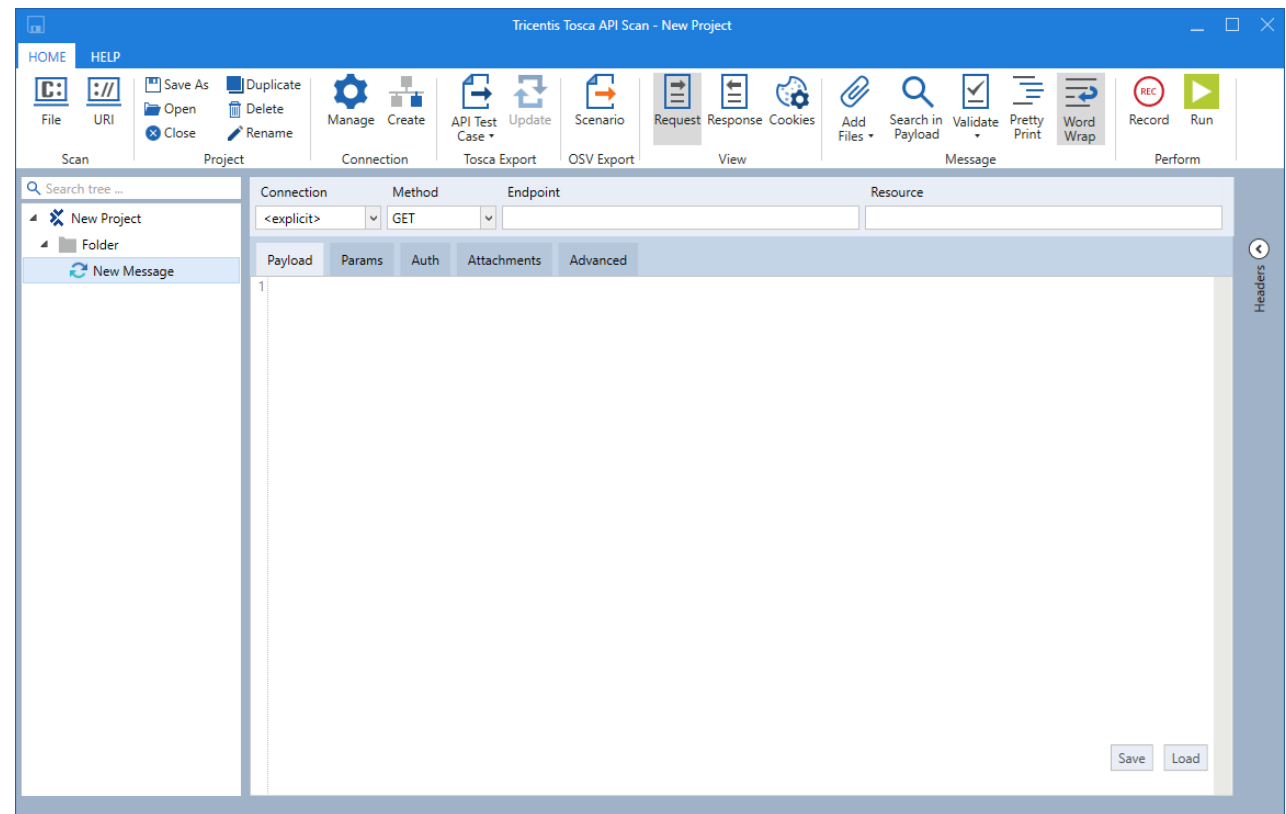 Tricentis Tosca API Scan - New Project
HOME HELP
C: :// Save As Duplicate REC
Open Delete
File URI Manage Create API Test Case Update Scenario Request Response Cookies Add Files Search in Payload Validate Pretty Print Word Wrap Record Run
Close Rename
Scan Project Connection Tosca Export OSV Export View Message Perform
Search tree ...
Connection Method Endpoint Resource
New Project
<explicit> GET
Folder
New Message
Payload Params Auth Attachments Advanced
Headers
1
Save Load